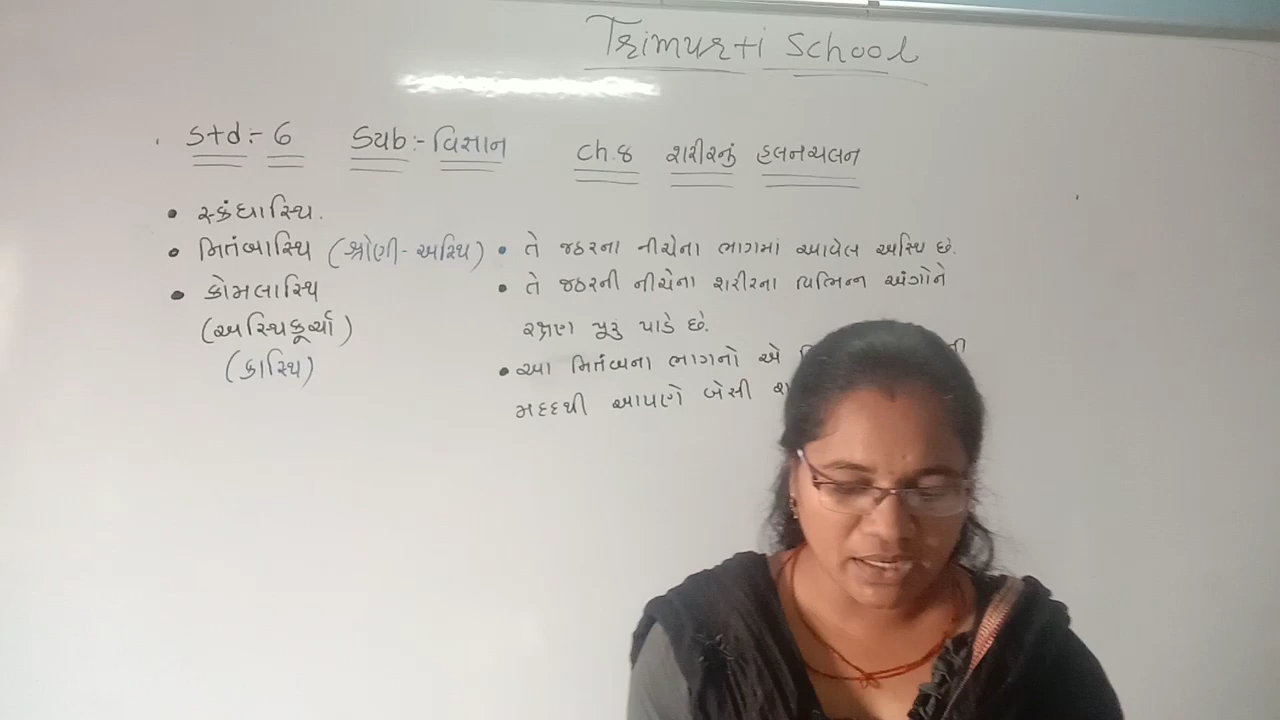 Trimurti School
Std:- 6 Sub:- વિજ્ઞાન Ch.8 શરીરનું હલનચલન
• સ્કંધાસ્થિ.
• નિતંબાસ્થિ (શ્રોણી-અસ્થિ)
• કોમલાસ્થિ
(અસ્થિકૂર્ચા)
(કાસ્થિ)
• તે જઠરના નીચેના ભાગમાં આવેલ અસ્થિ છે.
• તે જઠરની નીચેના શરીરના વિભિન્ન અંગોને
રક્ષણ પૂરું પાડે છે.
• આ નિતંબના ભાગનો એ
મદદથી આપણે બેસી